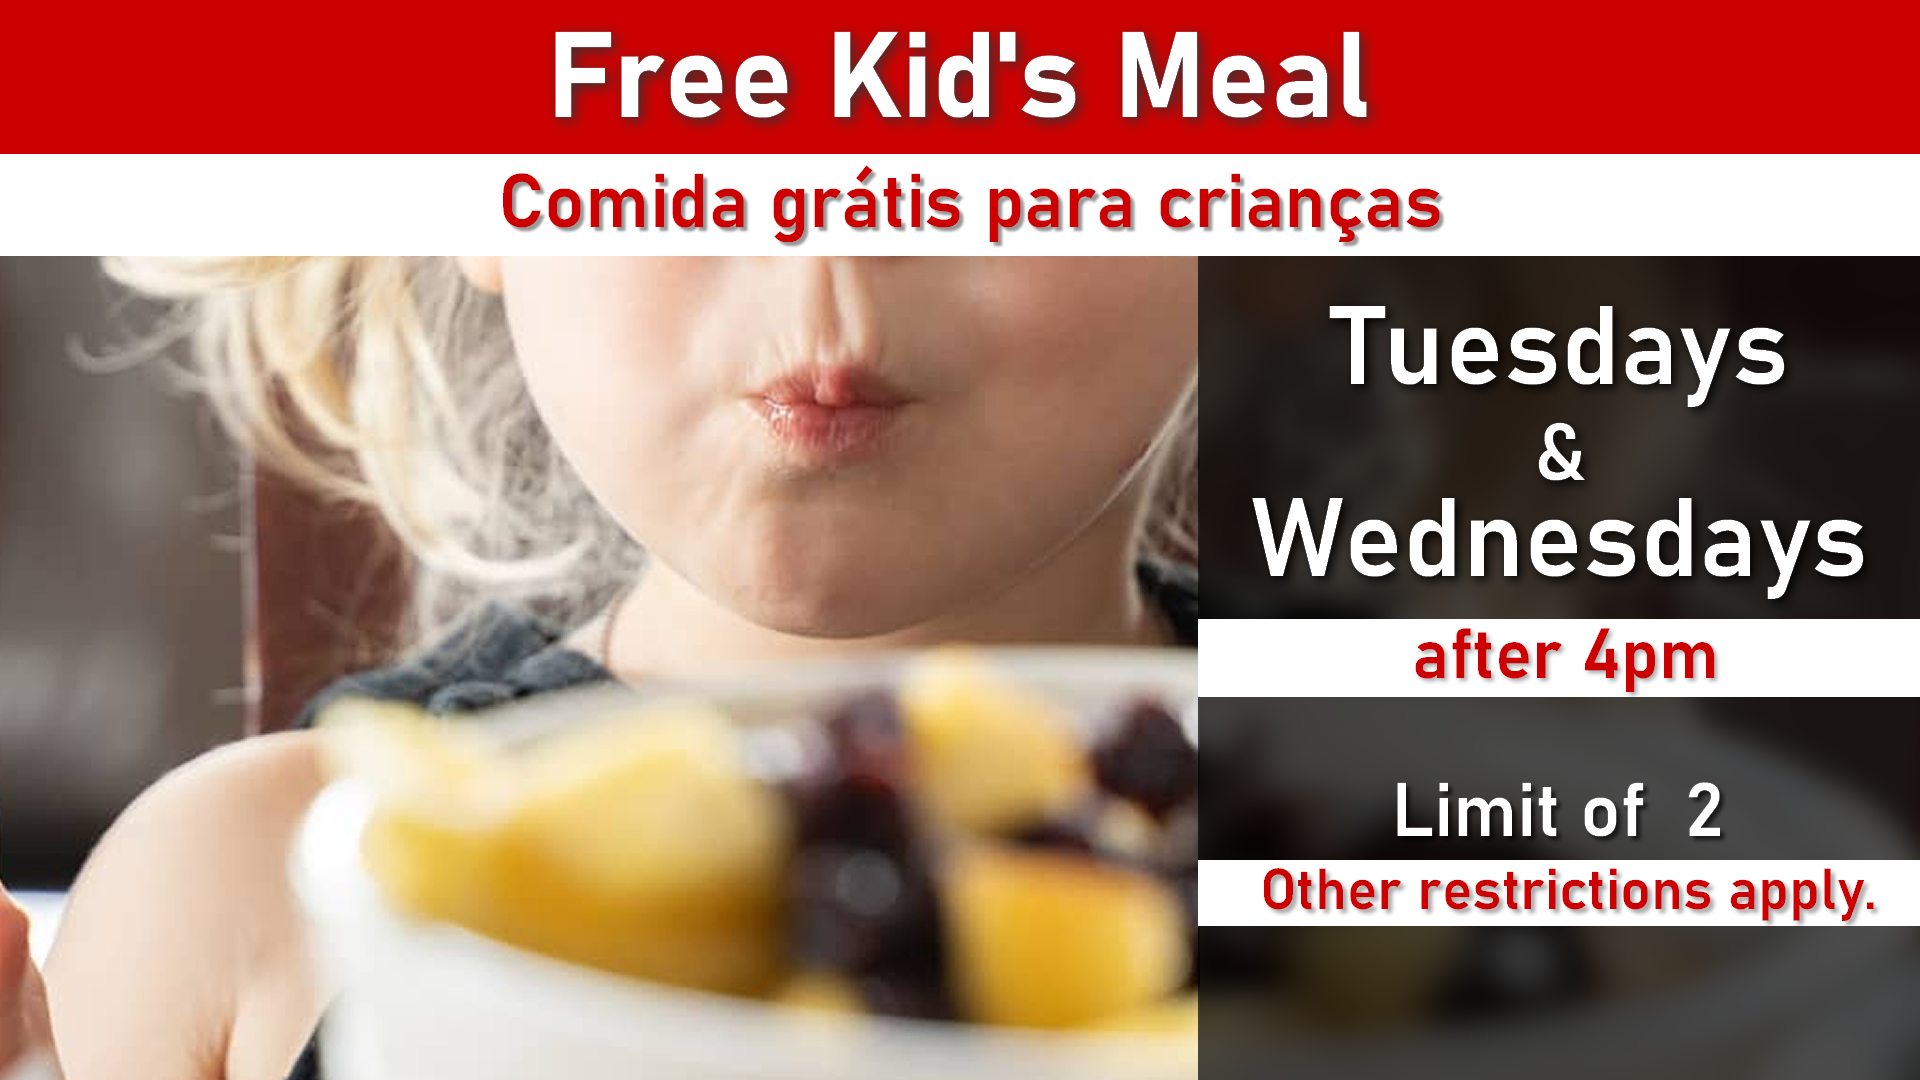 Free Kid's Meal
Comida grátis para crianças
Tuesdays
&
Wednesdays
after 4pm
Limit of 2
Other restrictions apply.